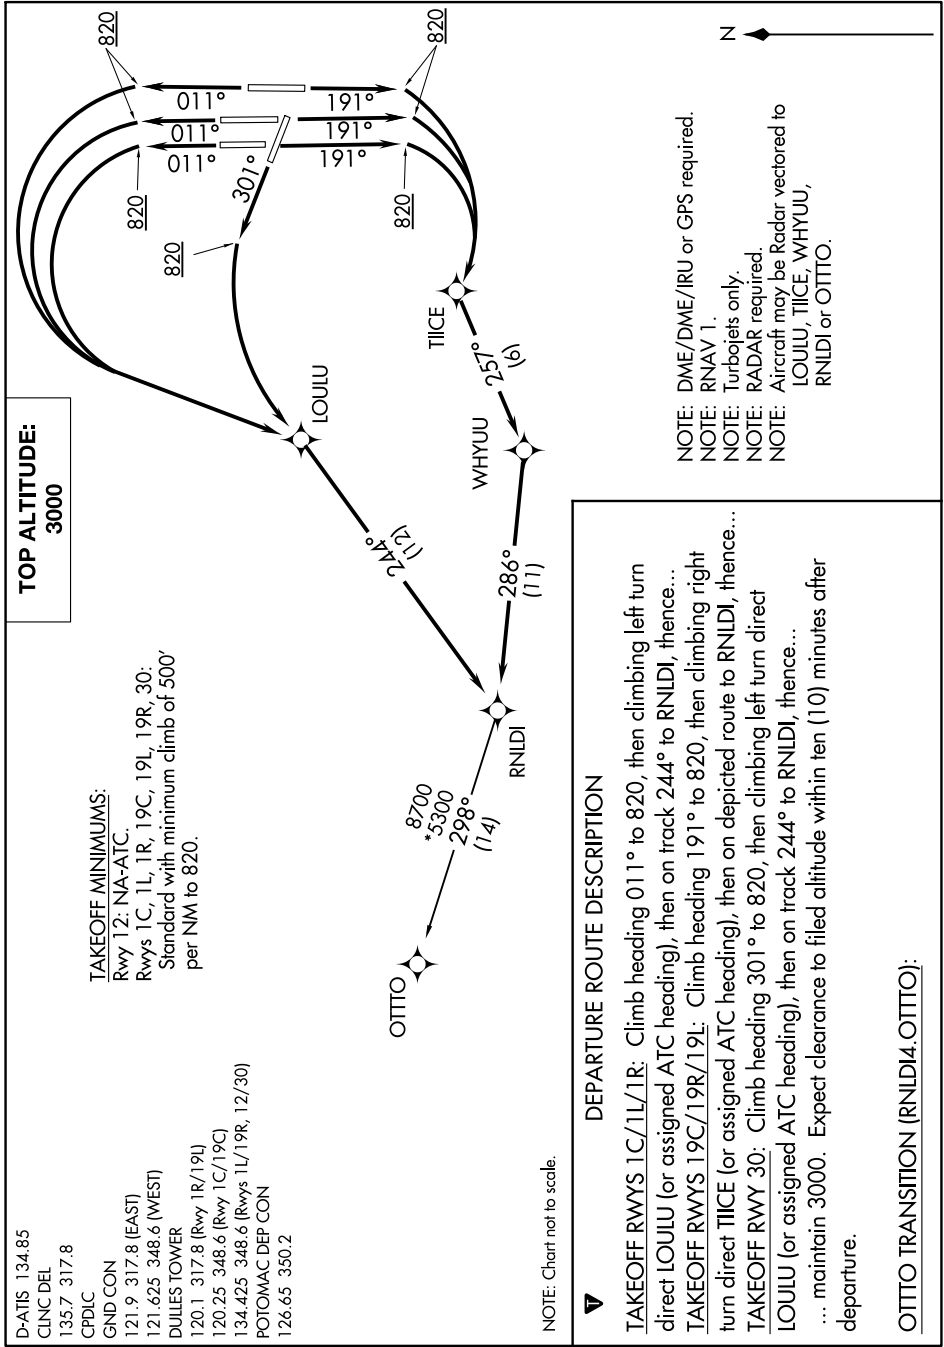 D-ATIS 134.85
CLNC DEL
135.7 317.8
CPDLC
GND CON
121.9 317.8 (EAST)
121.625 348.6 (WEST)
DULLES TOWER
120.1 317.8 (Rwy 1R/19L)
120.25 348.6 (Rwy 1C/19C)
134.425 348.6 (Rwys 1L/19R, 12/30)
POTOMAC DEP CON
126.65 350.2
TAKEOFF MINIMUMS:
Rwy 12: NA-ATC.
Rwys 1C, 1L, 1R, 19C, 19L, 19R, 30:
Standard with minimum climb of 500'
per NM to 820.
TOP ALTITUDE:
3000
820
820
820
820
820
011°
011°
011°
191°
191°
191°
301°
LOULU
244°
(12)
TIICE
257°
(6)
WHYUU
286°
(11)
RNLDI
8700
*5300
298°
(14)
OTTTO
N
NOTE: Chart not to scale.
NOTE: DME/DME/IRU or GPS required.
NOTE: RNAV 1.
NOTE: Turbojets only.
NOTE: RADAR required.
NOTE: Aircraft may be Radar vectored to
LOULU, TIICE, WHYUU,
RNLDI or OTTTO.
T
DEPARTURE ROUTE DESCRIPTION
TAKEOFF RWYS 1C/1L/1R: Climb heading 011° to 820, then climbing left turn
direct LOULU (or assigned ATC heading), then on track 244° to RNLDI, thence...
TAKEOFF RWYS 19C/19R/19L: Climb heading 191° to 820, then climbing right
turn direct TIICE (or assigned ATC heading), then on depicted route to RNLDI, thence...
TAKEOFF RWY 30: Climb heading 301° to 820, then climbing left turn direct
LOULU (or assigned ATC heading), then on track 244° to RNLDI, thence...
... maintain 3000. Expect clearance to filed altitude within ten (10) minutes after
departure.
OTTTO TRANSITION (RNLDI4.OTTTO):